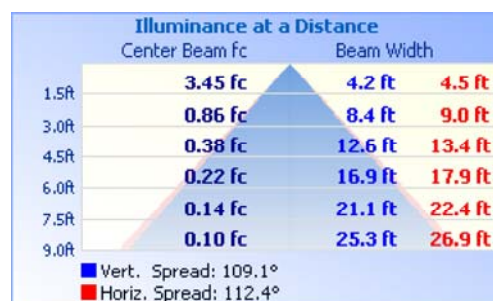 Illuminance at a Distance
Center Beam fc Beam Width
1.5ft 3.45 fc 4.2 ft 4.5 ft
3.0ft 0.86 fc 8.4 ft 9.0 ft
4.5ft 0.38 fc 12.6 ft 13.4 ft
6.0ft 0.22 fc 16.9 ft 17.9 ft
7.5ft 0.14 fc 21.1 ft 22.4 ft
9.0ft 0.10 fc 25.3 ft 26.9 ft
Vert. Spread: 109.1°
Horiz. Spread: 112.4°